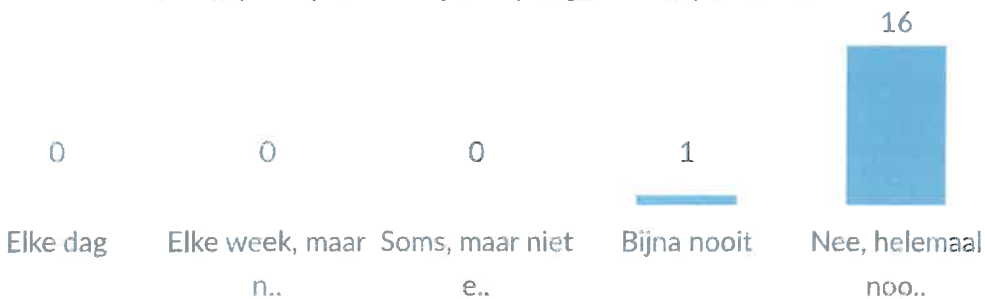 16
0 0 0 1
Elke dag Elke week, maar n.. Soms, maar niet e.. Bijna nooit Nee, helemaal noo..